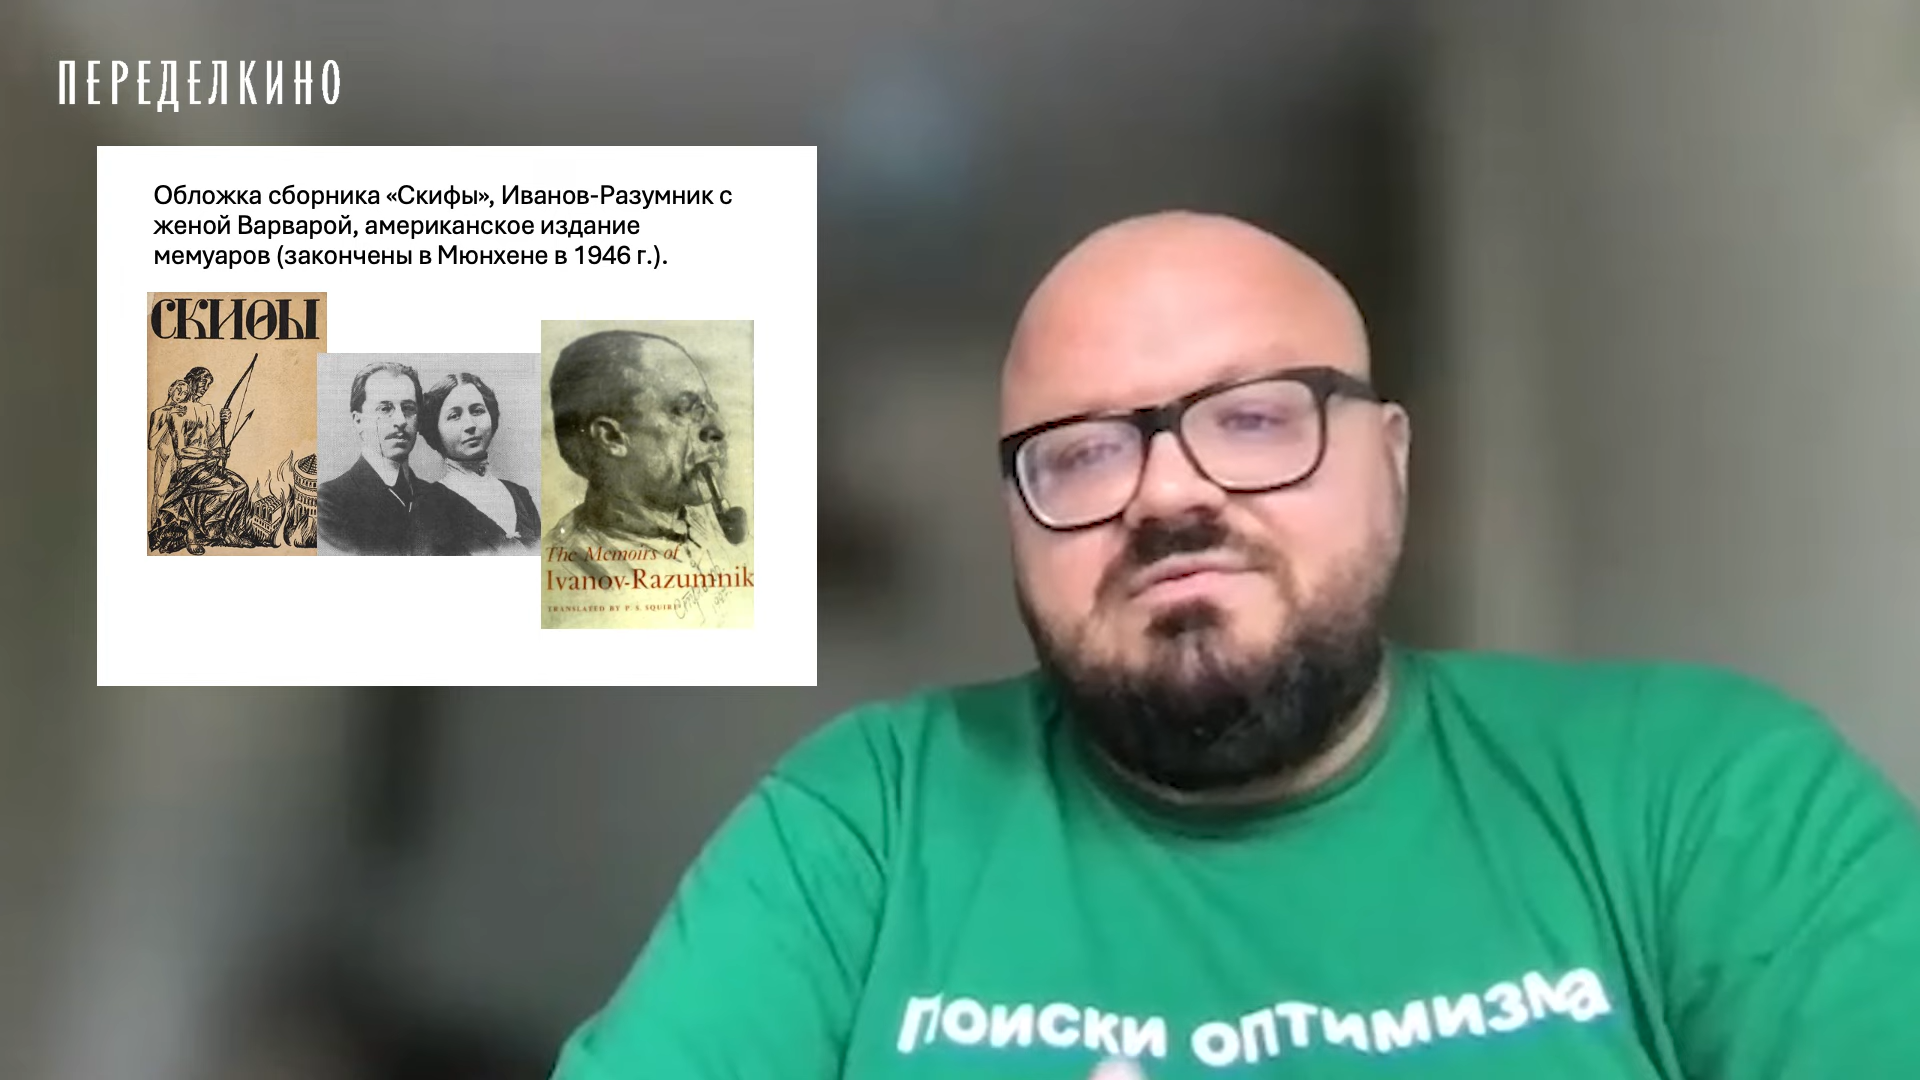 ПЕРЕДЕЛКИНО
Обложка сборника «Скифы», Иванов-Разумник с
женой Варварой, американское издание
мемуаров (закончены в Мюнхене в 1946 г.).
СКИѲЫ
The Memoirs of
Ivanov-Razumnik
TRANSLATED BY P. S. SQUIRE
поиски оптимизма